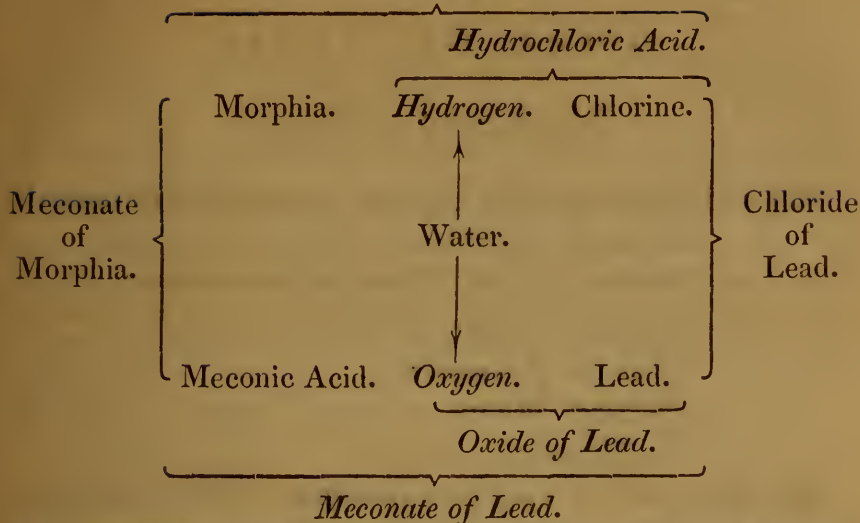 Hydrochloric Acid.
Morphia. Hydrogen. Chlorine.
Meconate
of
Morphia.
Water.
Chloride
of
Lead.
Meconic Acid. Oxygen. Lead.
Oxide of Lead.
Meconate of Lead.